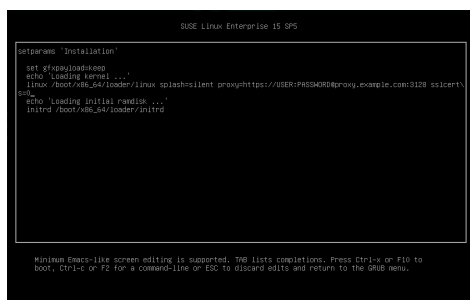 SUSE Linux Enterprise 15 SP5
setparams 'Installation'
set gfxpayload=keep
echo 'Loading kernel ...'
linux /boot/x86_64/loader/linux splash=silent proxy=https://USER:PASSWORD@proxy.example.com:3128 sslcert\
s=0_
echo 'Loading initial ramdisk ...'
initrd /boot/x86_64/loader/initrd
Minimum Emacs-like screen editing is supported. TAB lists completions. Press Ctrl-x or F10 to
boot, Ctrl-c or F2 for a command-line or ESC to discard edits and return to the GRUB menu.